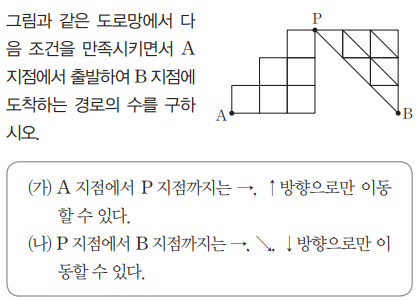 그림과 같은 도로망에서 다
음 조건을 만족시키면서 A
지점에서 출발하여 B 지점에
도착하는 경로의 수를 구하
시오.
P
A
B
㈎ A 지점에서 P 지점까지는 →, ↑ 방향으로만 이동
할 수 있다.
㈏ P 지점에서 B 지점까지는 →, ↘, ↓ 방향으로만 이
동할 수 있다.